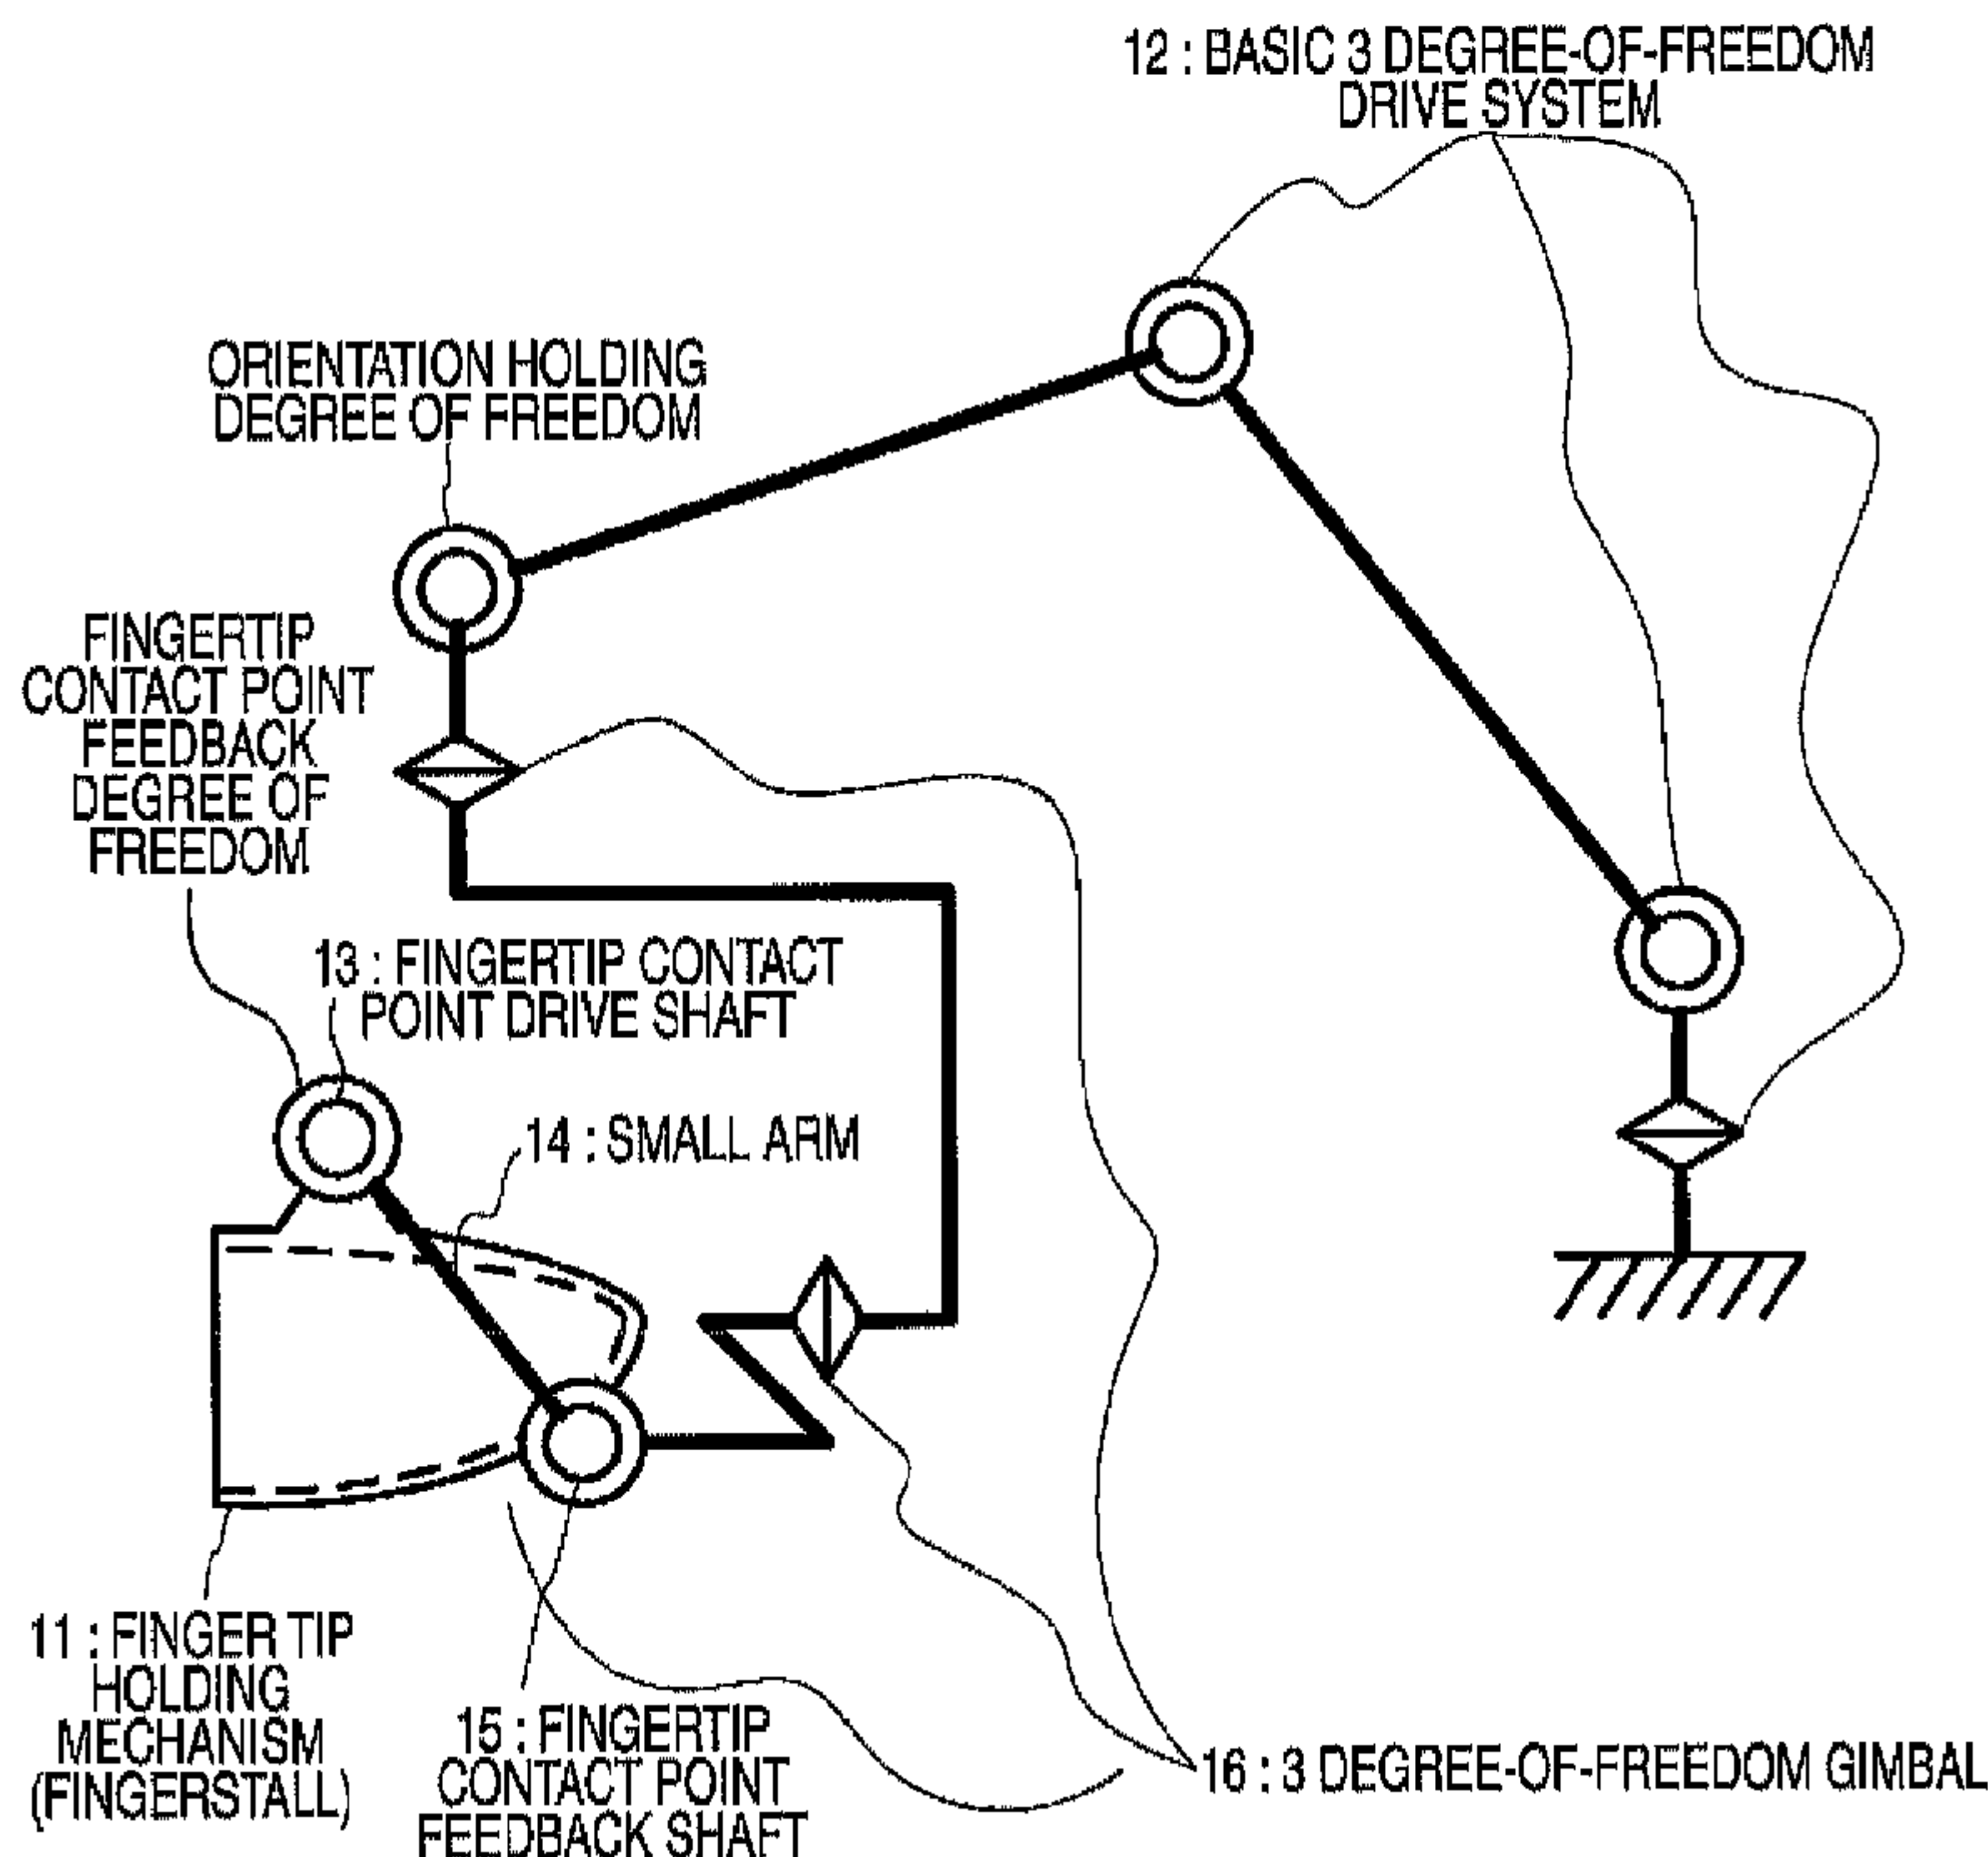 12 : BASIC 3 DEGREE-OF-FREEDOM
DRIVE SYSTEM
ORIENTATION HOLDING
DEGREE OF FREEDOM
FINGERTIP
CONTACT POINT
FEEDBACK
DEGREE OF
FREEDOM
13 : FINGERTIP CONTACT
POINT DRIVE SHAFT
14 : SMALL ARM
11 : FINGER TIP
HOLDING
MECHANISM
(FINGERSTALL)
15 : FINGERTIP
CONTACT POINT
FEEDBACK SHAFT
16 : 3 DEGREE-OF-FREEDOM GIMBAL